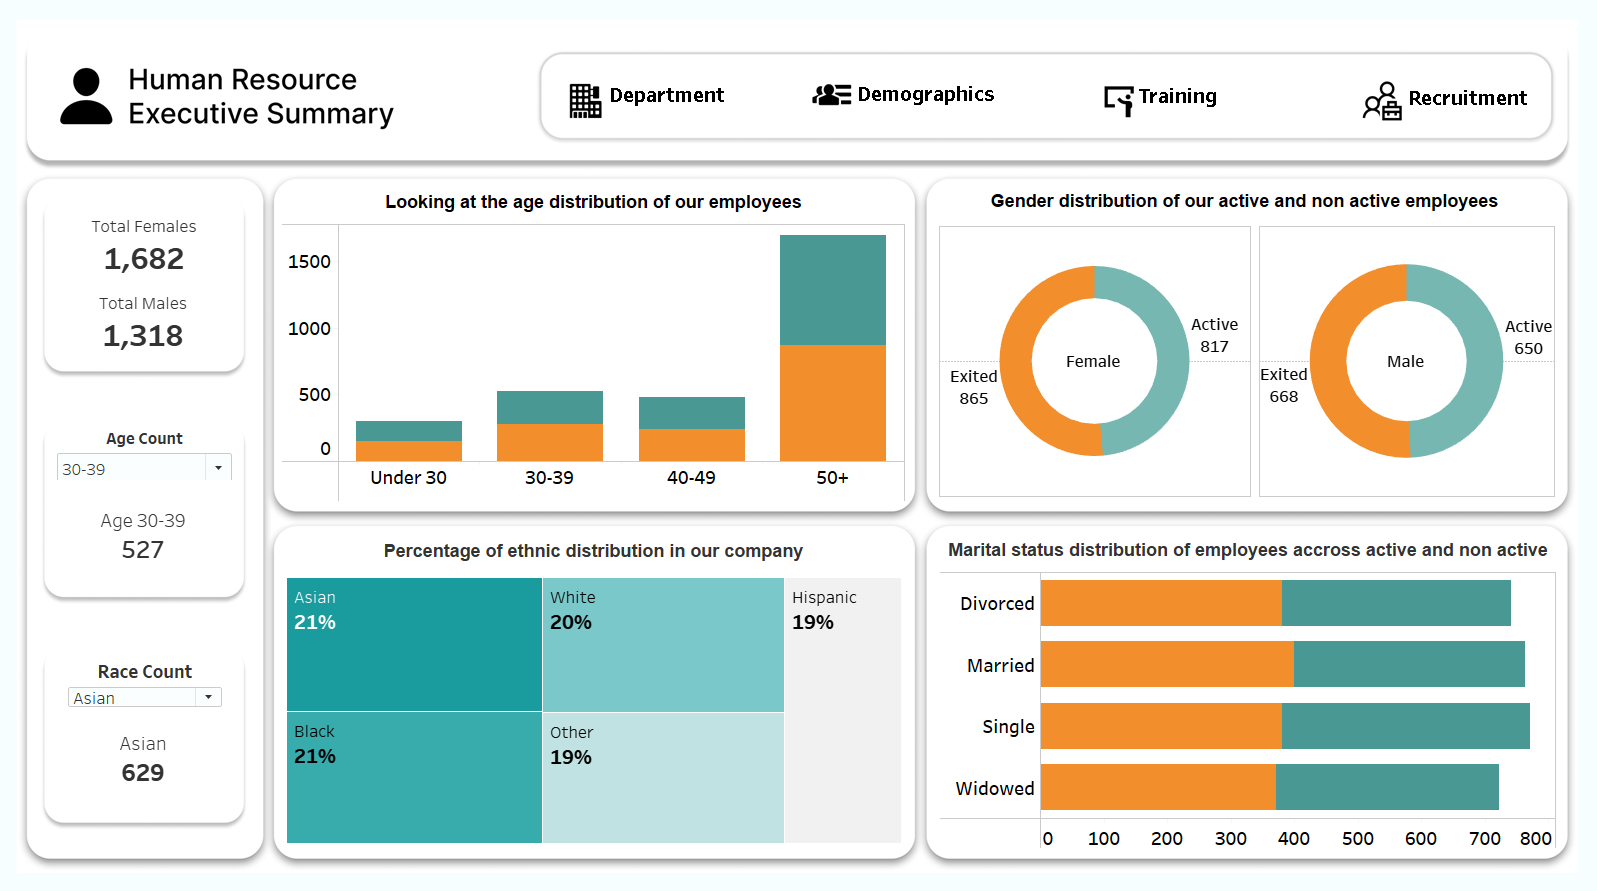 Human Resource
Executive Summary
Department
Demographics
Training
Recruitment
Total Females
1,682
Total Males
1,318
Age Count
30-39
Age 30-39
527
Race Count
Asian
Asian
629
Looking at the age distribution of our employees
1500
1000
500
0
Under 30
30-39
40-49
50+
Gender distribution of our active and non active employees
Active
817
Female
Exited
865
Active
650
Male
Exited
668
Percentage of ethnic distribution in our company
Asian
21%
White
20%
Hispanic
19%
Black
21%
Other
19%
Marital status distribution of employees accross active and non active
Divorced
Married
Single
Widowed
0 100 200 300 400 500 600 700 800